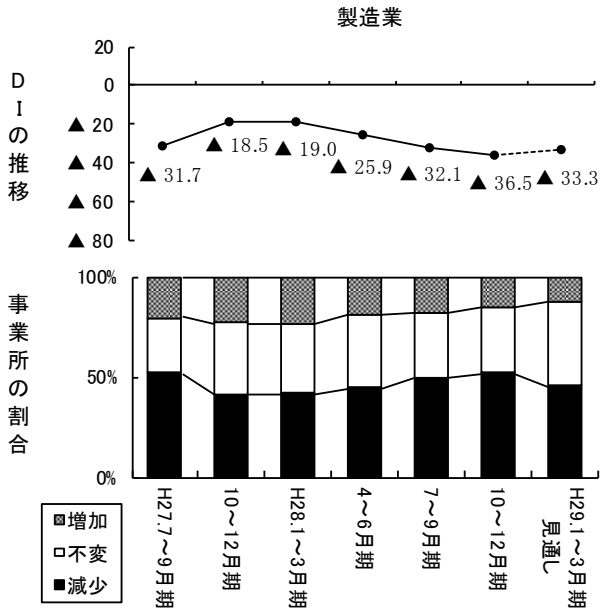 製造業
DIの推移
20
0
▲ 20
▲ 40
▲ 60
▲ 80
▲ 31.7
▲ 18.5
▲ 19.0
▲ 25.9
▲ 32.1
▲ 36.5
▲ 33.3
事業所の割合
100%
50%
0%
H27.7～9月期
10～12月期
H28.1～3月期
4～6月期
7～9月期
10～12月期
H29.1～3月期
見通し
増加
不変
減少